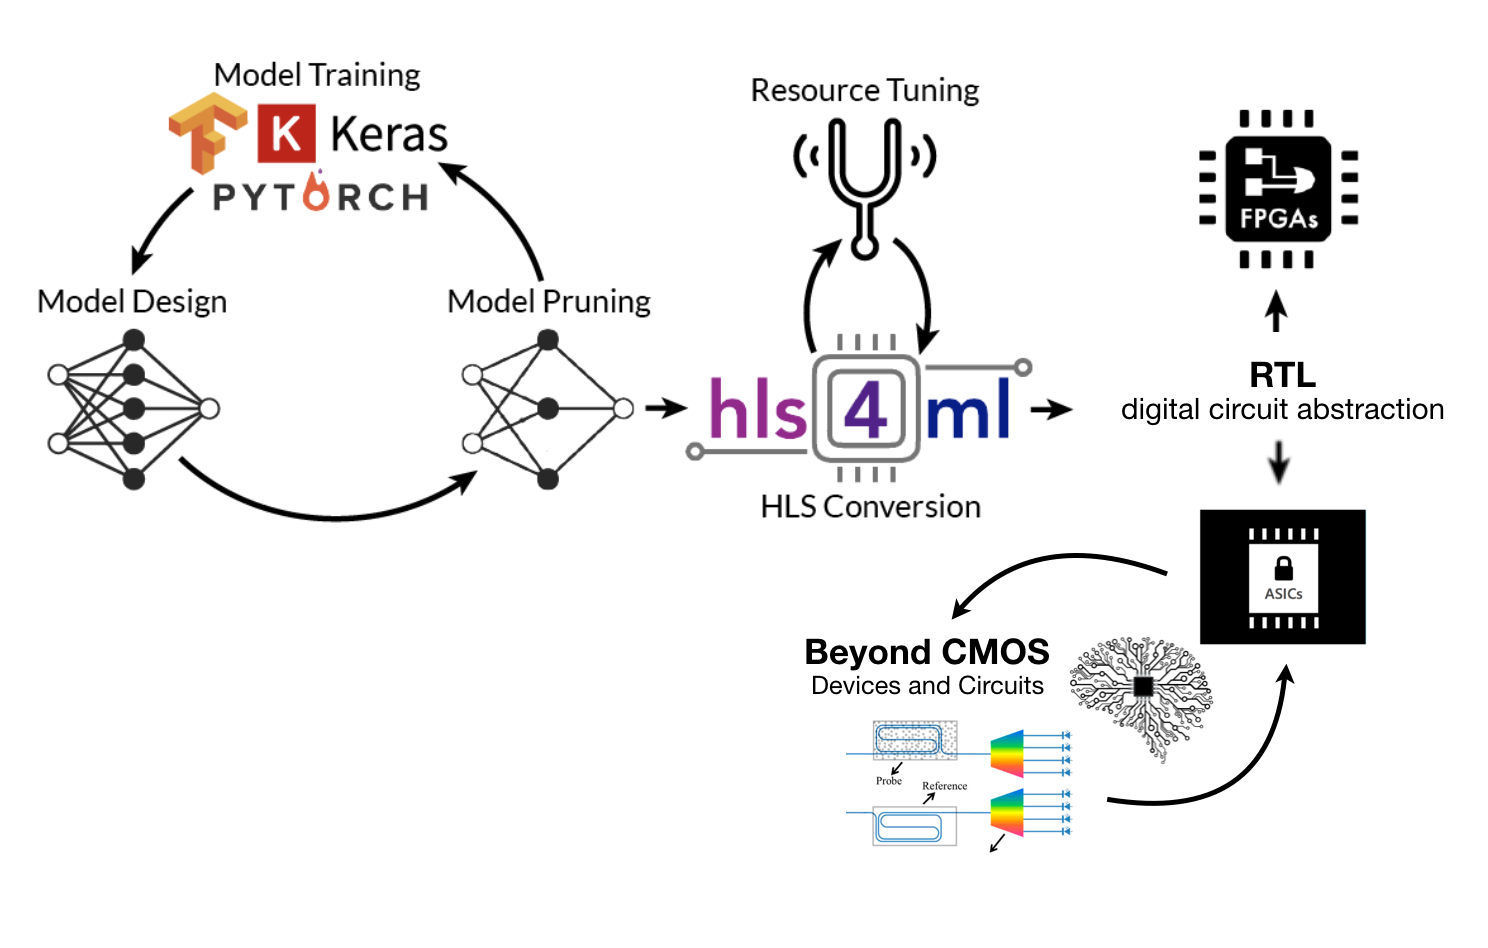 Model Training
K Keras
PYTORCH
Model Design
Model Pruning
Resource Tuning
hls 4 ml
HLS Conversion
FPGAs
RTL
digital circuit abstraction
ASICs
Beyond CMOS
Devices and Circuits
Probe
Reference